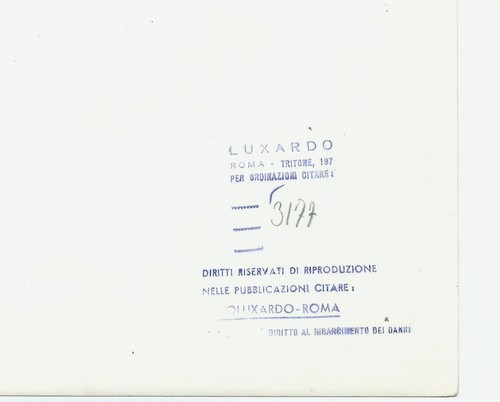 LUXARDO
ROMA - TRITONE, 197
PER ORDINAZIONI CITARE:
3177
DIRITTI RISERVATI DI RIPRODUZIONE
NELLE PUBBLICAZIONI CITARE:
LUXARDO-ROMA
DIRITTO AL RISARCIMENTO DEI DANNI